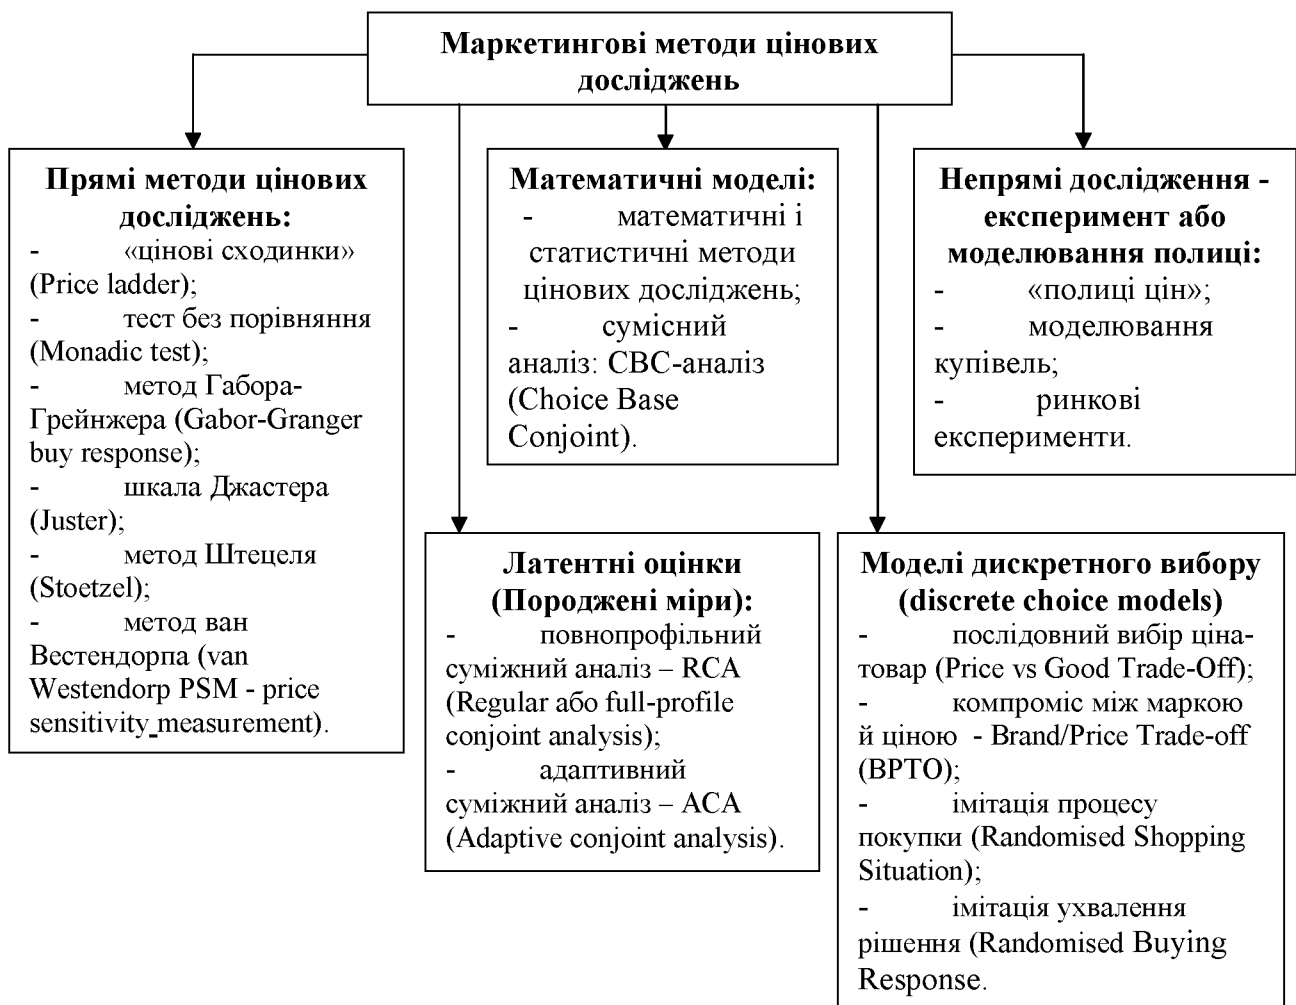 Маркетингові методи цінових
досліджень
Прямі методи цінових
досліджень:
- «цінові сходинки»
(Price ladder);
- тест без порівняння
(Monadic test);
- метод Габора-
Грейнжера (Gabor-Granger
buy response);
- шкала Джастера
(Juster);
- метод Штецеля
(Stoetzel);
- метод ван
Вестендорпа (van
Westendorp PSM - price
sensitivity_measurement).
Математичні моделі:
- математичні і
статистичні методи
цінових досліджень;
- сумісний
аналіз: CBC-аналіз
(Choice Base
Conjoint).
Непрямі дослідження -
експеримент або
моделювання полиці:
- «полиці цін»;
- моделювання
купівель;
- ринкові
експерименти.
Латентні оцінки
(Породжені міри):
- повнопрофільний
суміжний аналіз – RCA
(Regular або full-profile
conjoint analysis);
- адаптивний
суміжний аналіз – ACA
(Adaptive conjoint analysis).
Моделі дискретного вибору
(discrete choice models)
- послідовний вибір ціна-
товар (Price vs Good Trade-Off);
- компроміс між маркою
й ціною - Brand/Price Trade-off
(BPTO);
- імітація процесу
покупки (Randomised Shopping
Situation);
- імітація ухвалення
рішення (Randomised Buying
Response.